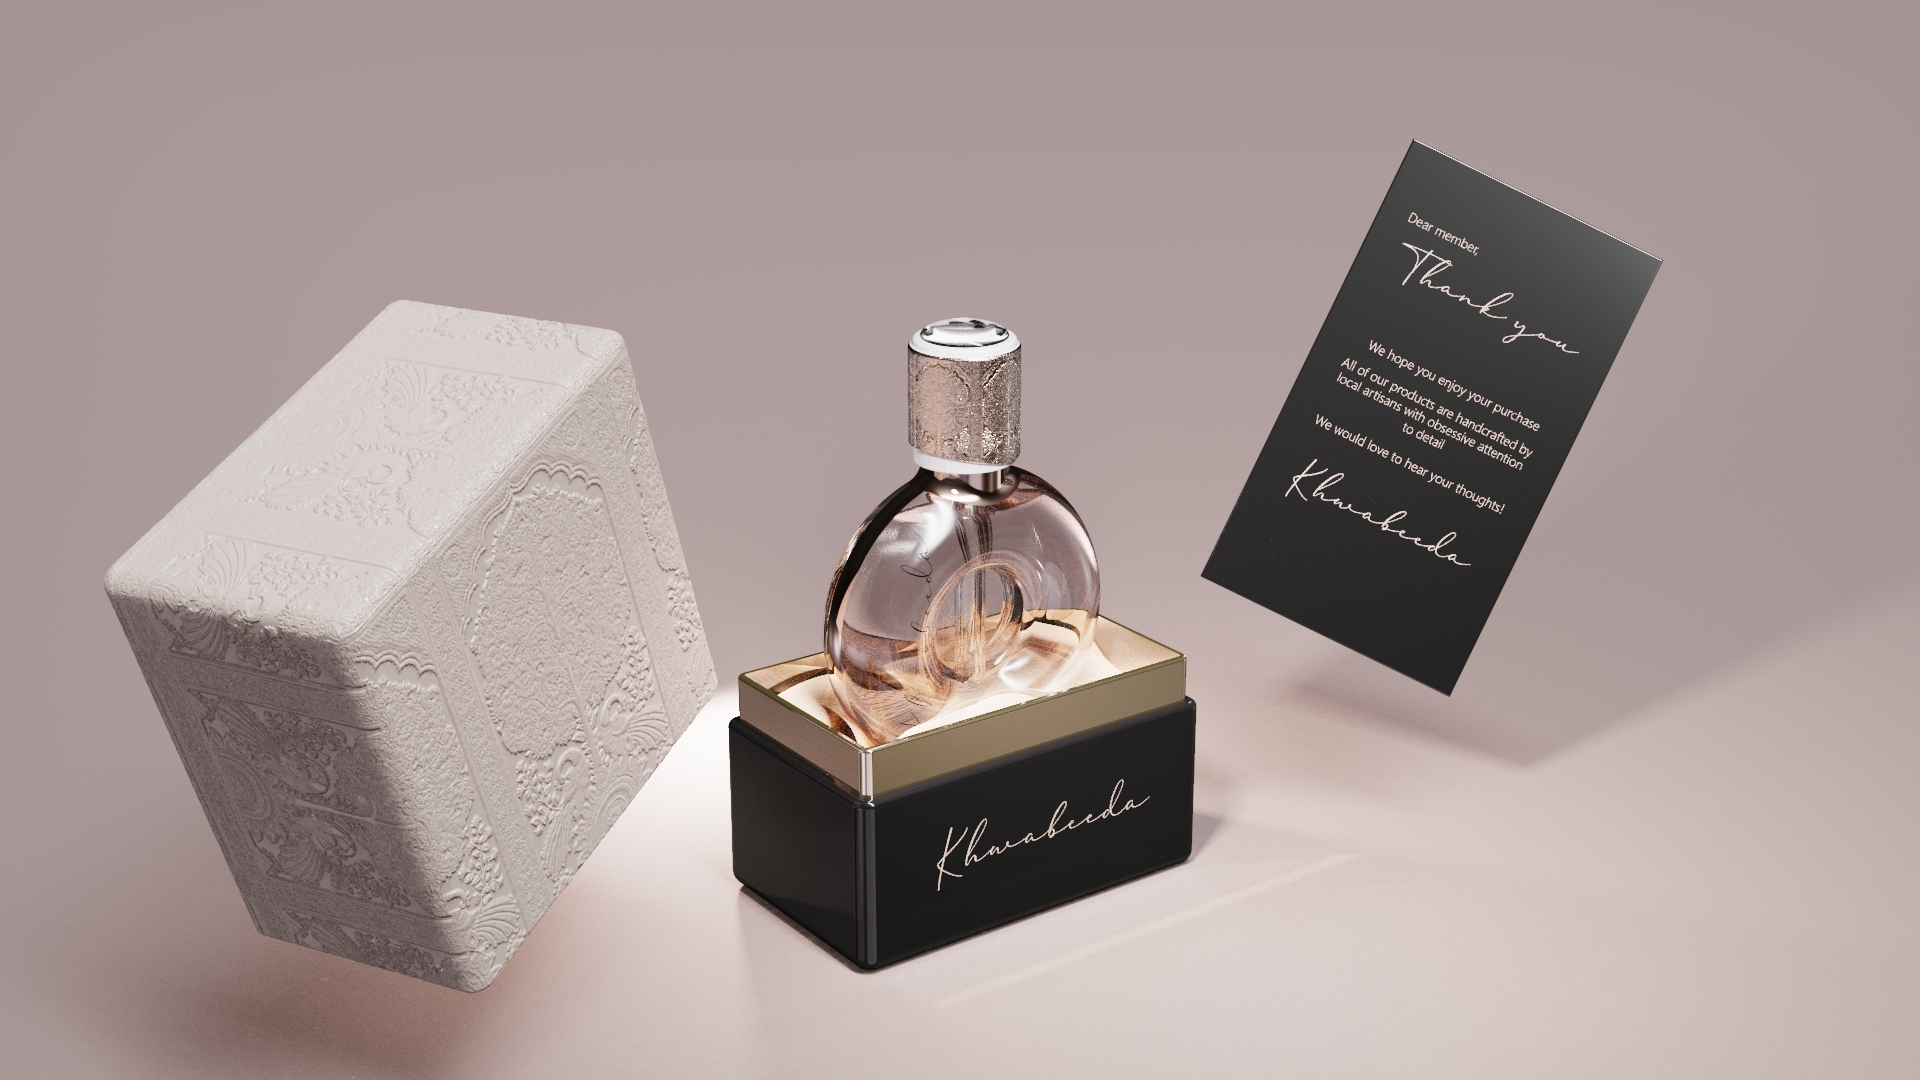 Khwabeeda
Dear member,
Thank you
We hope you enjoy your purchase
All of our products are handcrafted by
local artisans with obsessive attention
to detail
We would love to hear your thoughts!
Khwabeeda